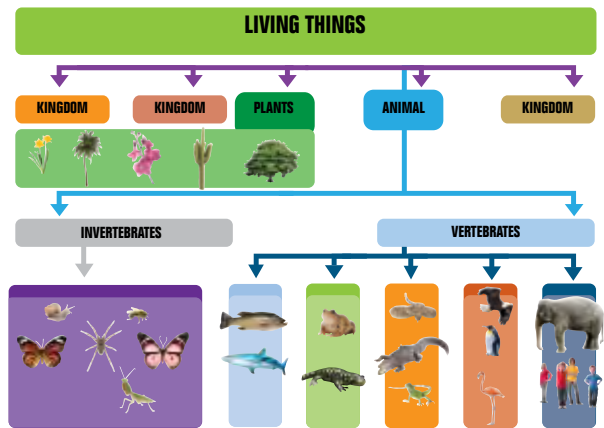 LIVING THINGS
KINGDOM
KINGDOM
PLANTS
ANIMAL
KINGDOM
INVERTEBRATES
VERTEBRATES